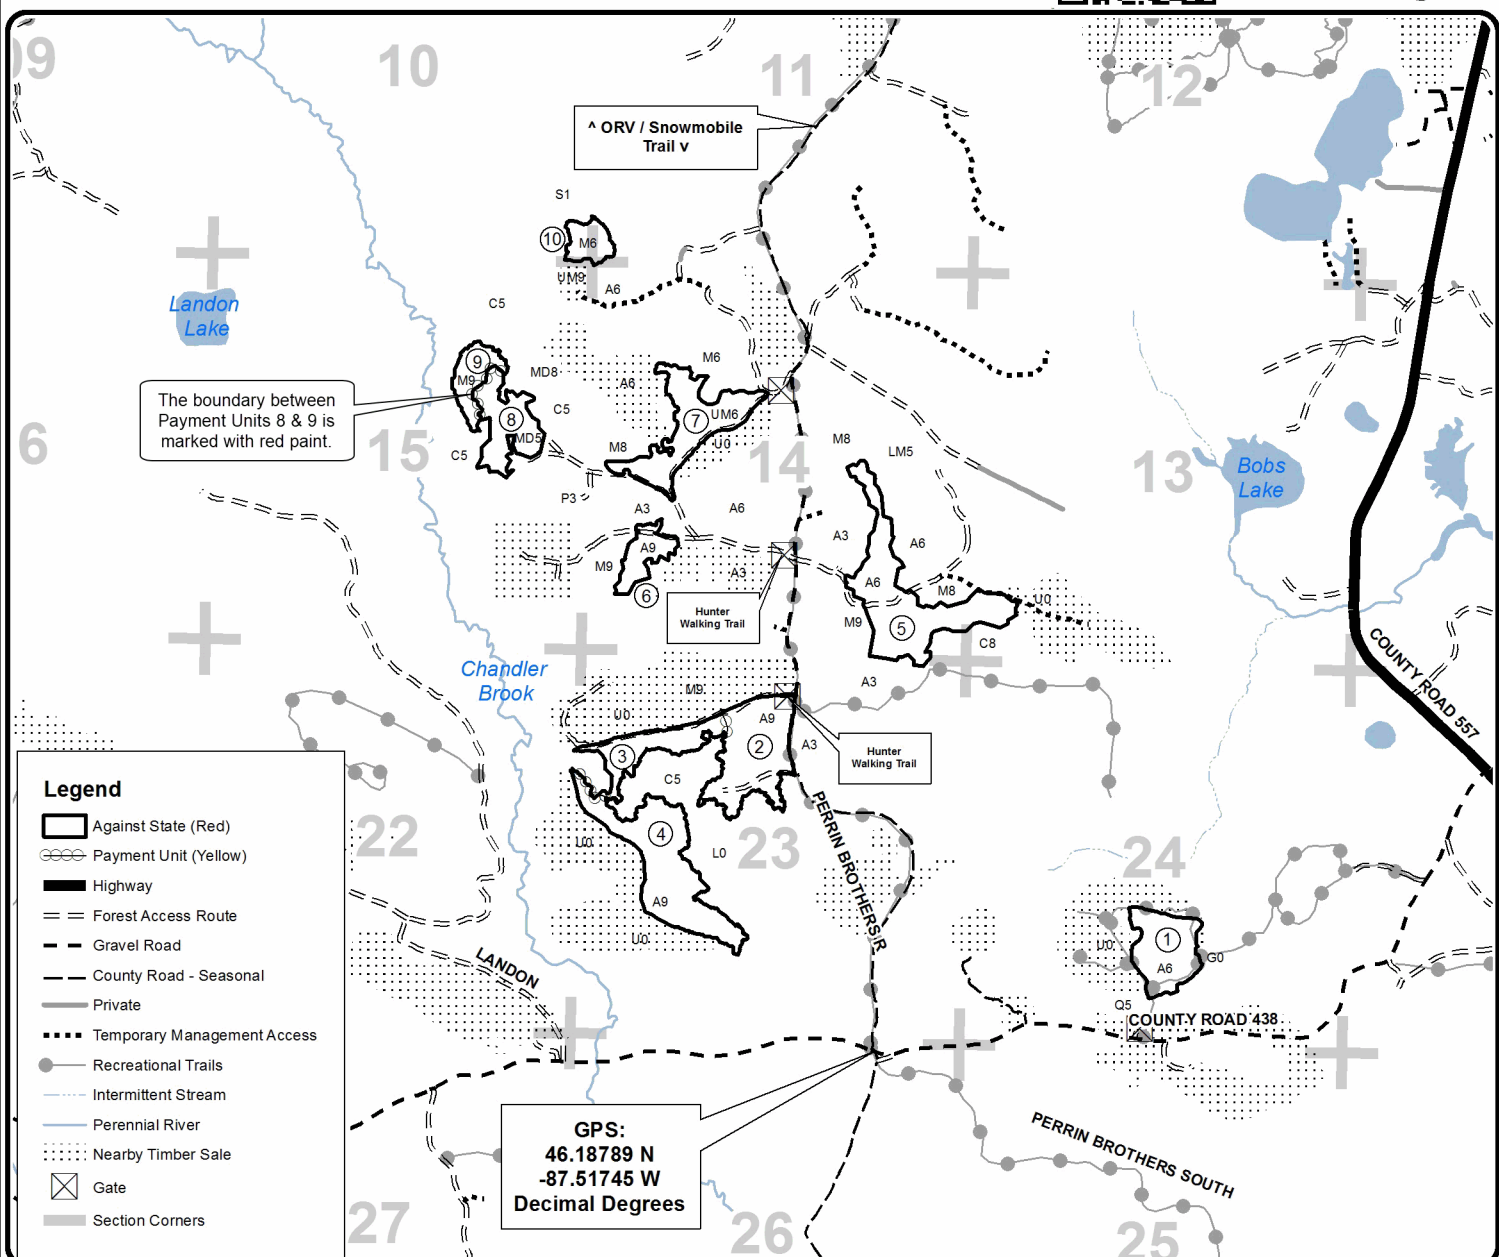 09
10
11
12
^ ORV / Snowmobile
Trail v
S1
10
M6
UM9
A6
C5
Landon
Lake
9
M9
MD8
M6
A6
The boundary between
Payment Units 8 & 9 is
marked with red paint.
8
MD5
C5
C5
7
UM6
U0
M8
M8
LM5
6
15
14
13
Bobs
Lake
P3
A3
A6
A9
M9
6
A3
A3
A6
A6
M8
U0
M9
5
C8
Hunter
Walking Trail
A3
Chandler
Brook
M9
U0
A9
2
A3
3
C5
Hunter
Walking Trail
COUNTY ROAD 557
PERRIN BROTHERS R
4
U0
L0
A9
U0
22
23
24
1
U0
A6
G0
Q5
COUNTY ROAD 438
LANDON
GPS:
46.18789 N
-87.51745 W
Decimal Degrees
PERRIN BROTHERS SOUTH
27
26
25
Legend
Against State (Red)
Payment Unit (Yellow)
Highway
Forest Access Route
Gravel Road
County Road - Seasonal
Private
Temporary Management Access
Recreational Trails
Intermittent Stream
Perennial River
Nearby Timber Sale
Gate
Section Corners